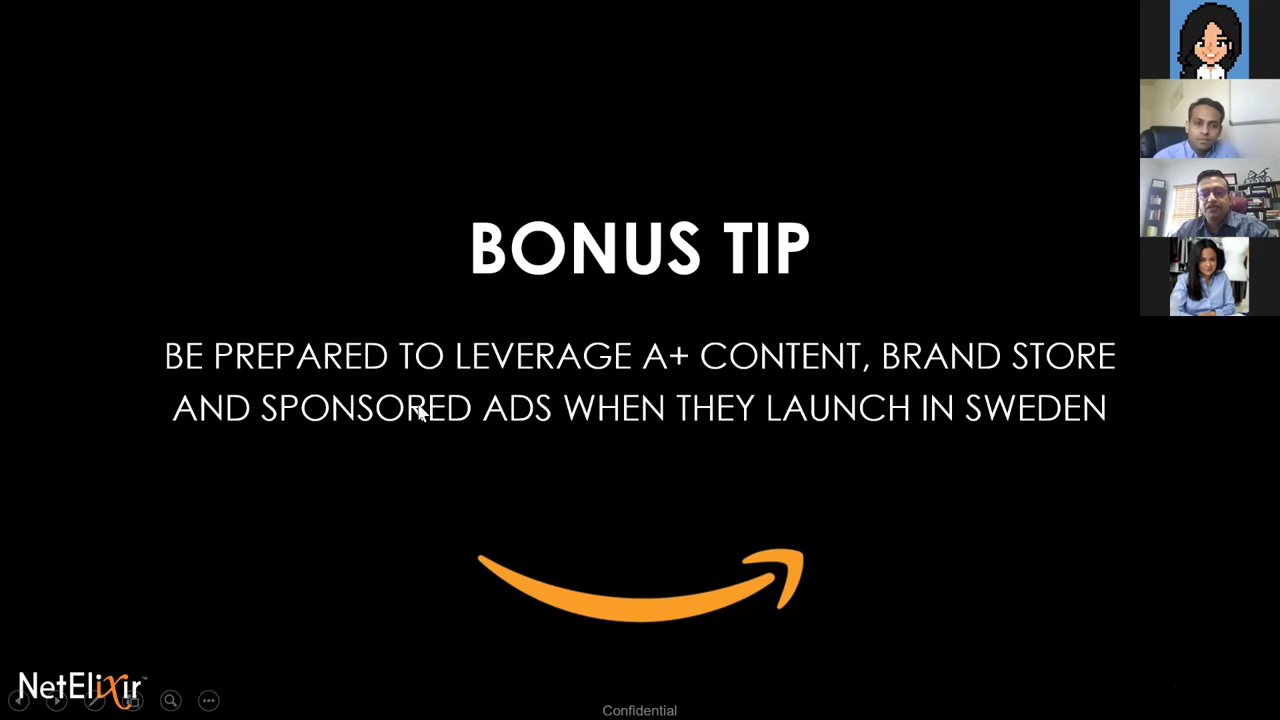 BONUS TIP
BE PREPARED TO LEVERAGE A+ CONTENT, BRAND STORE
AND SPONSORED ADS WHEN THEY LAUNCH IN SWEDEN
NetElixir
Confidential